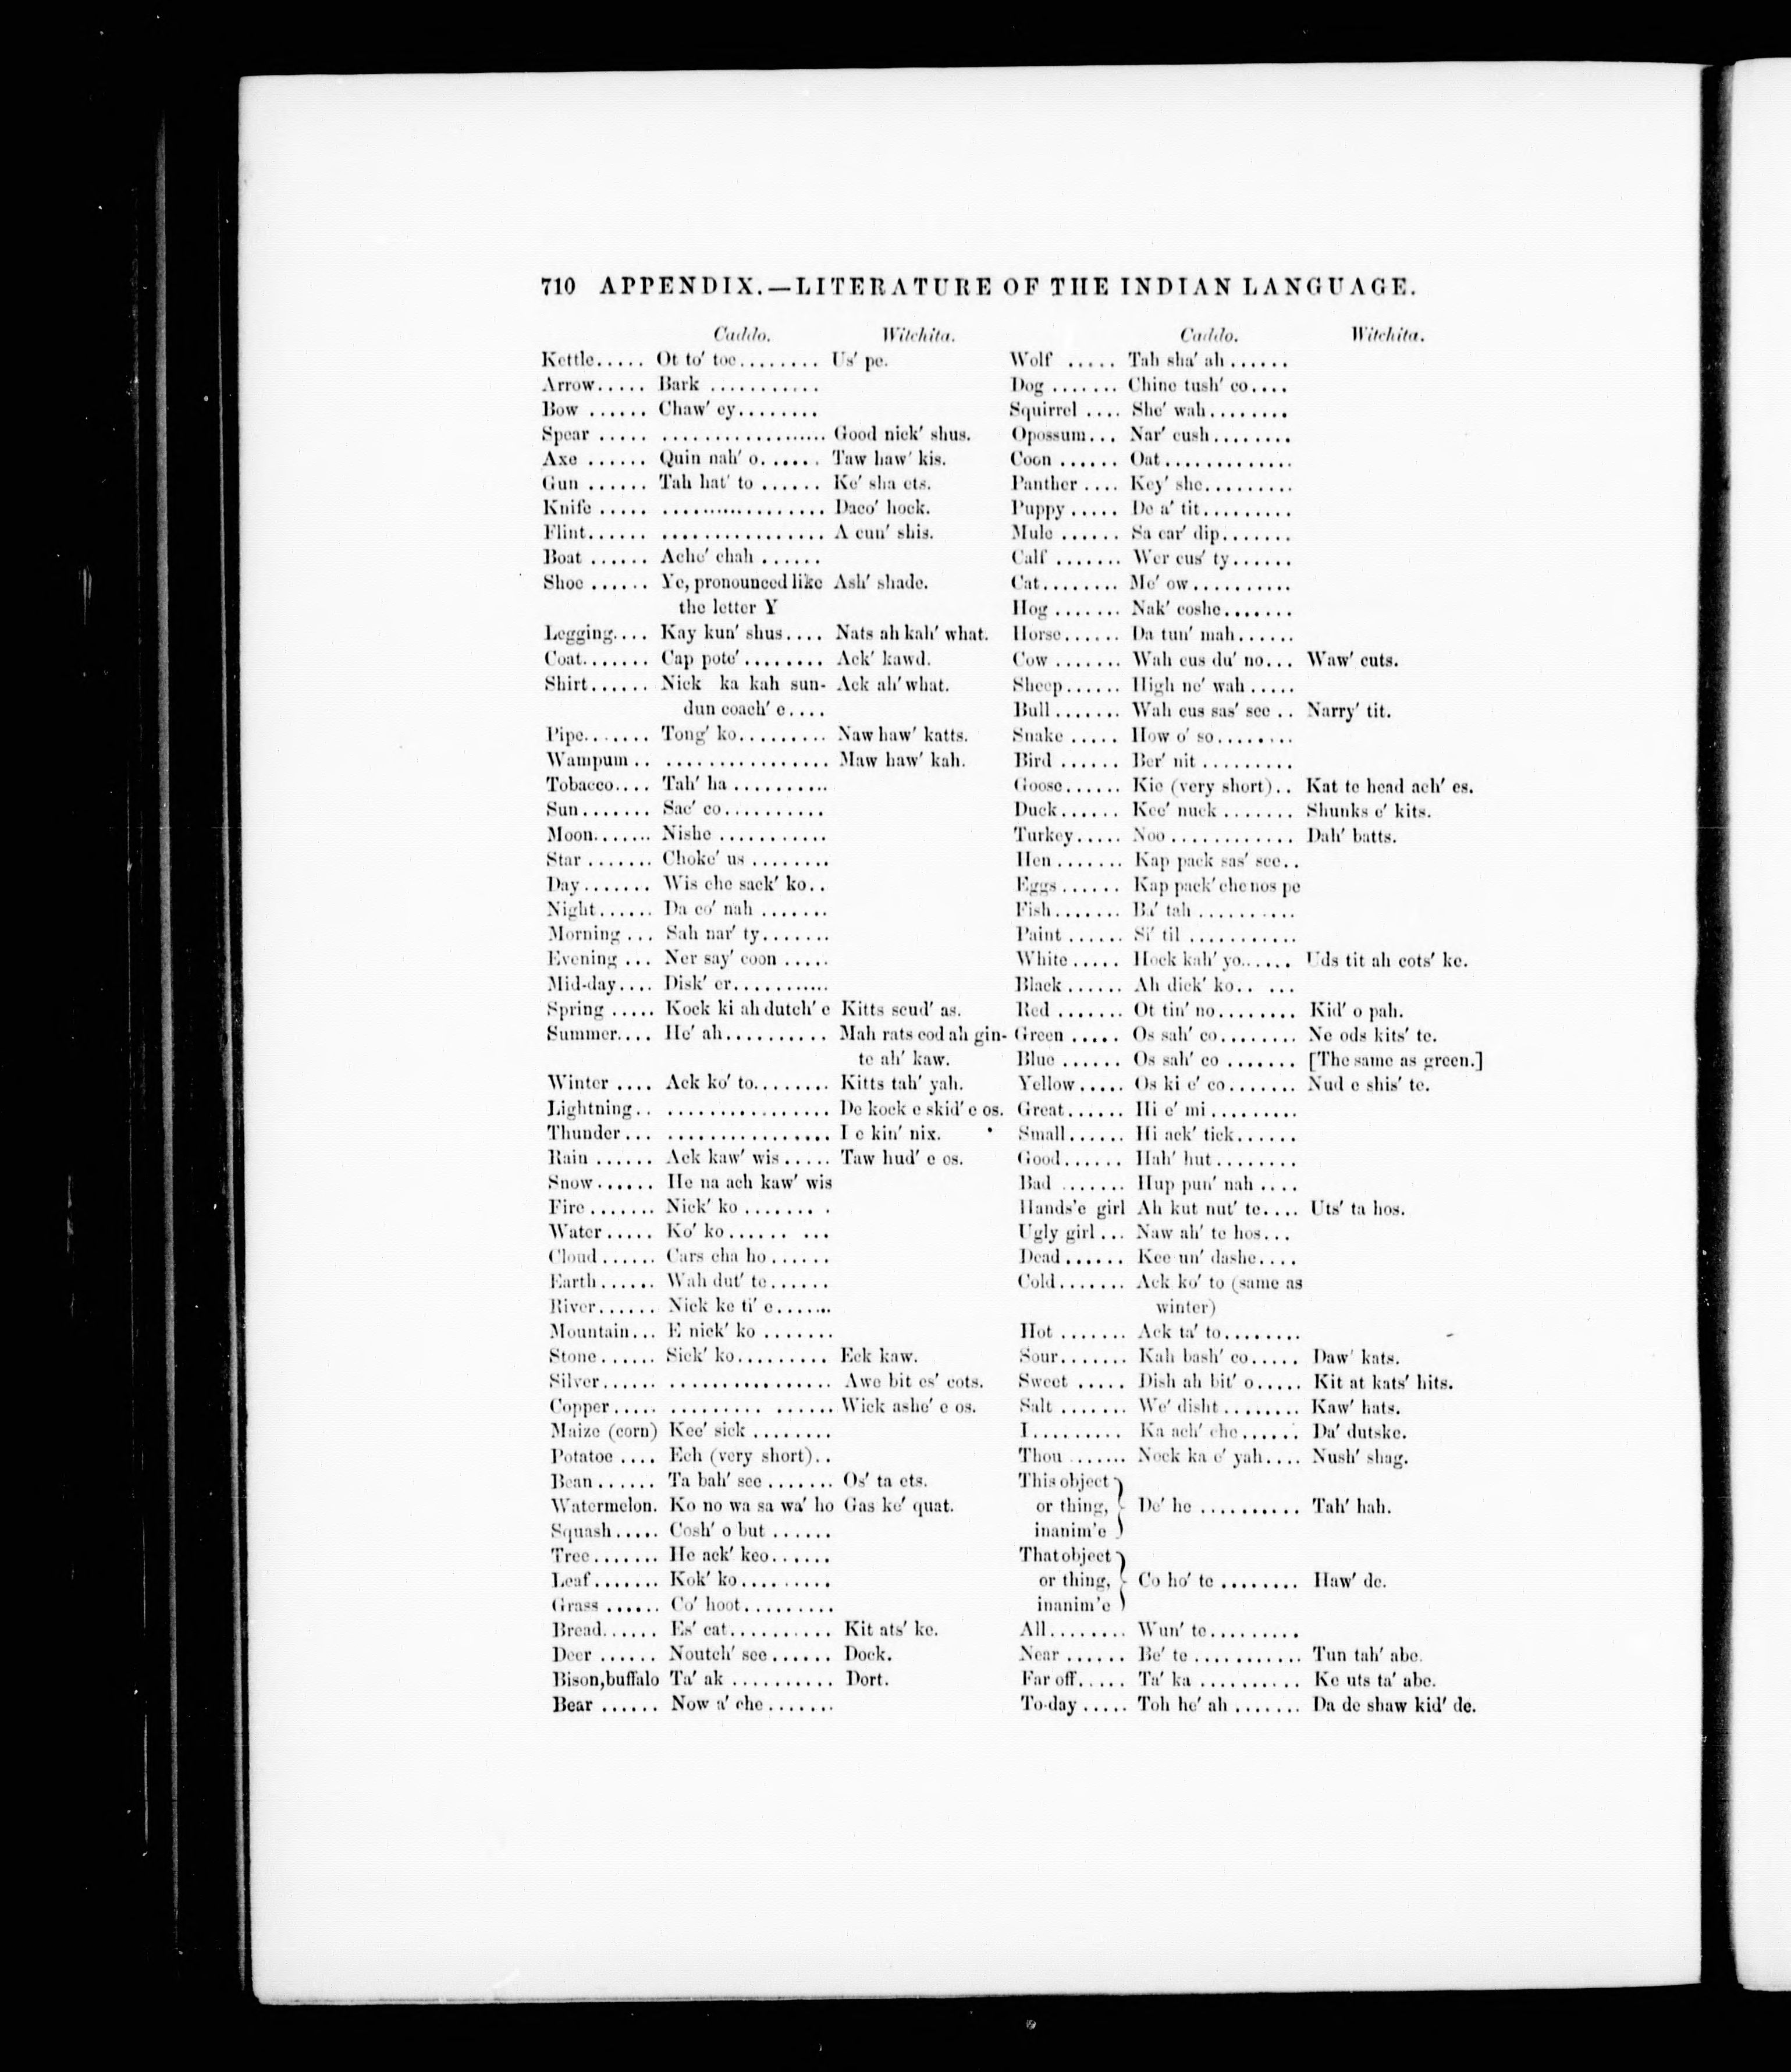 710 APPENDIX.—LITERATURE OF THE INDIAN LANGUAGE.
Caddo. Witchita.
Kettle..... Ot to' toe........ Us' pe.
Arrow..... Bark ...........
Bow ...... Chaw' ey........
Spear ..... .................. Good nick' shus.
Axe ...... Quin nah' o...... Taw haw' kis.
Gun ...... Tah hat' to ...... Ke' sha ets.
Knife ..... ................ Daco' hock.
Flint...... ................ A cun' shis.
Boat ...... Ache' chah ......
Shoe ...... Ye, pronounced like Ash' shade.
the letter Y
Legging.... Kay kun' shus.... Nats ah kah' what.
Coat....... Cap pote'........ Ack' kawd.
Shirt...... Nick ka kah sun- Ack ah' what.
dun coach' e....
Pipe....... Tong' ko......... Naw haw' katts.
Wampum .. ................ Maw haw' kah.
Tobacco.... Tah' ha ..........
Sun....... Sac' co..........
Moon....... Nishe ...........
Star ....... Choke' us ........
Day....... Wis che sack' ko..
Night...... Da co' nah .......
Morning ... Sah nar' ty.......
Evening ... Ner say' coon .....
Mid-day.... Disk' er...........
Spring ..... Kock ki ah dutch' e Kitts scud' as.
Summer.... He' ah.......... Mah rats cod ah gin-
te ah' kaw.
Winter .... Ack ko' to........ Kitts tah' yah.
Lightning.. ................ De kock e skid' e os.
Thunder... ................ I e kin' nix.
Rain ...... Ack kaw' wis..... Taw hud' e os.
Snow...... He na ach kaw' wis
Fire....... Nick' ko ........
Water..... Ko' ko...... ...
Cloud...... Cars cha ho......
Earth...... Wah dut' te......
River...... Nick ke ti' e.......
Mountain... E nick' ko .......
Stone...... Sick' ko......... Eck kaw.
Silver...... ................ Awe bit es' cots.
Copper..... ......... ...... Wick ashe' e os.
Maize (corn) Kee' sick ........
Potatoe .... Ech (very short)..
Bean...... Ta bah' see....... Os' ta ets.
Watermelon. Ko no wa sa wa' ho Gas ke' quat.
Squash..... Cosh' o but ......
Tree....... He ack' keo......
Leaf....... Kok' ko.........
Grass ...... Co' hoot.........
Bread...... Es' cat.......... Kit ats' ke.
Deer ...... Noutch' see...... Dock.
Bison,buffalo Ta' ak .......... Dort.
Bear ...... Now a' che.......
Caddo. Witchita.
Wolf ..... Tah sha' ah......
Dog ....... Chine tush' co....
Squirrel .... She' wah........
Opossum... Nar' cush........
Coon ...... Oat.............
Panther .... Key' she.........
Puppy..... De a' tit.........
Mule ...... Sa car' dip.......
Calf ....... Wer cus' ty......
Cat........ Me' ow..........
Hog ....... Nak' coshe.......
Horse...... Da tun' mah......
Cow ....... Wah cus du' no... Waw' cuts.
Sheep...... High ne' wah.....
Bull....... Wah cus sas' see .. Narry' tit.
Snake ..... How o' so........
Bird ...... Ber' nit .........
Goose...... Kie (very short).. Kat te head ach' es.
Duck...... Kee' nuck....... Shunks e' kits.
Turkey..... Noo............ Dah' batts.
Hen....... Kap pack sas' see..
Eggs...... Kap pack' che nos pe
Fish....... Ba' tah ..........
Paint...... Si' til ...........
White..... Hock kah' yo...... Uds tit ah cots' ke.
Black...... Ah dick' ko.. ...
Red ....... Ot tin' no........ Kid' o pah.
Green ..... Os sah' co........ Ne ods kits' te.
Blue ...... Os sah' co ....... [The same as green.]
Yellow..... Os ki e' co....... Nud e shis' te.
Great...... Hi e' mi.........
Small...... Hi ack' tick......
Good...... Hah' hut........
Bad ....... Hup pun' nah....
Hands'e girl Ah kut nut' te.... Uts' ta hos.
Ugly girl... Naw ah' te hos...
Dead...... Kee un' dashe....
Cold....... Ack ko' to (same as
winter)
Hot ....... Ack ta' to........
Sour....... Kah bash' co..... Daw' kats.
Sweet ..... Dish ah bit' o..... Kit at kats' hits.
Salt ....... We' disht........ Kaw' hats.
I......... Ka ach' che...... Da' dutske.
Thou....... Nock ka e' yah.... Nush' shag.
This object
or thing, } De' he .......... Tah' hah.
inanim'e
That object
or thing, } Co ho' te........ Haw' de.
inanim'e
All........ Wun' te.........
Near ...... Be' te........... Tun tah' abe.
Far off..... Ta' ka .......... Ke uts ta' abe.
To-day..... Toh he' ah ....... Da de shaw kid' de.